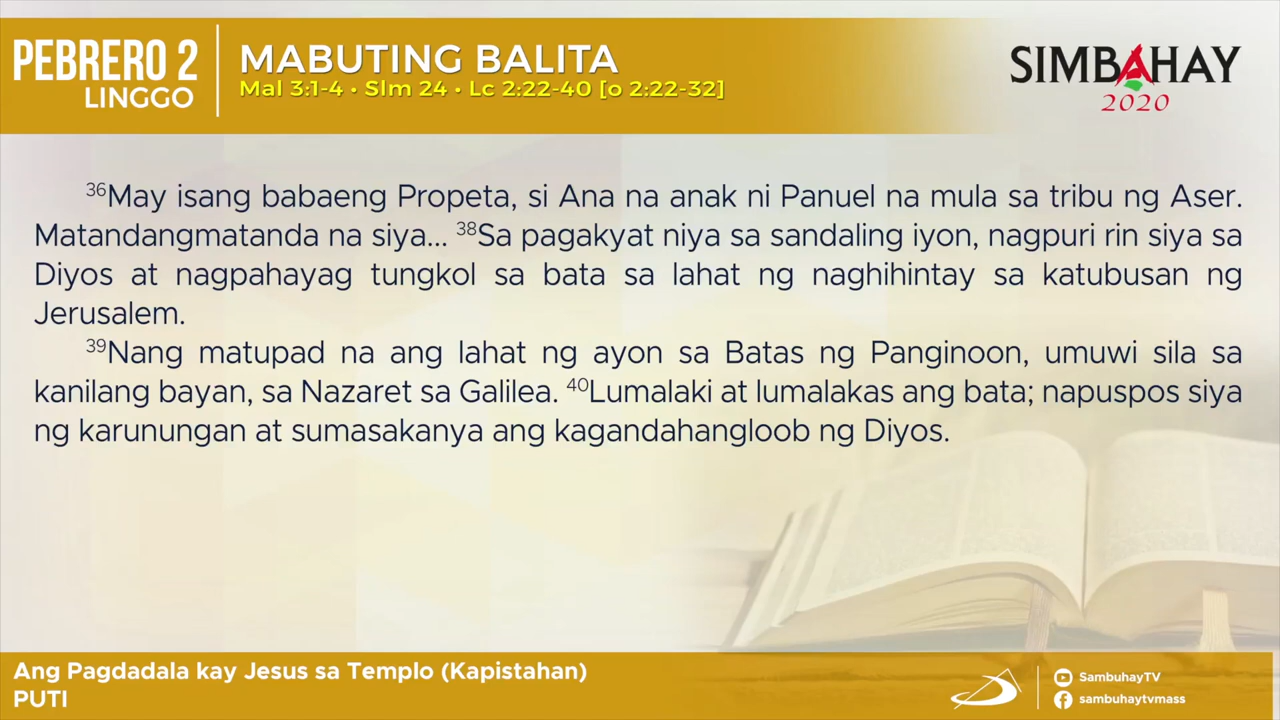 PEBRERO 2
LINGGO
MABUTING BALITA
Mal 3:1-4 • Slm 24 • Lc 2:22-40 [o 2:22-32]
SIMBAHAY
2020
³⁶May isang babaeng Propeta, si Ana na anak ni Panuel na mula sa tribu ng Aser.
Matandangmatanda na siya... ³⁸Sa pagakyat niya sa sandaling iyon, nagpuri rin siya sa
Diyos at nagpahayag tungkol sa bata sa lahat ng naghihintay sa katubusan ng
Jerusalem.
³⁹Nang matupad na ang lahat ng ayon sa Batas ng Panginoon, umuwi sila sa
kanilang bayan, sa Nazaret sa Galilea. ⁴⁰Lumalaki at lumalakas ang bata; napuspos siya
ng karunungan at sumasakanya ang kagandahangloob ng Diyos.
Ang Pagdadala kay Jesus sa Templo (Kapistahan)
PUTI
SambuhayTV
sambuhaytvmass